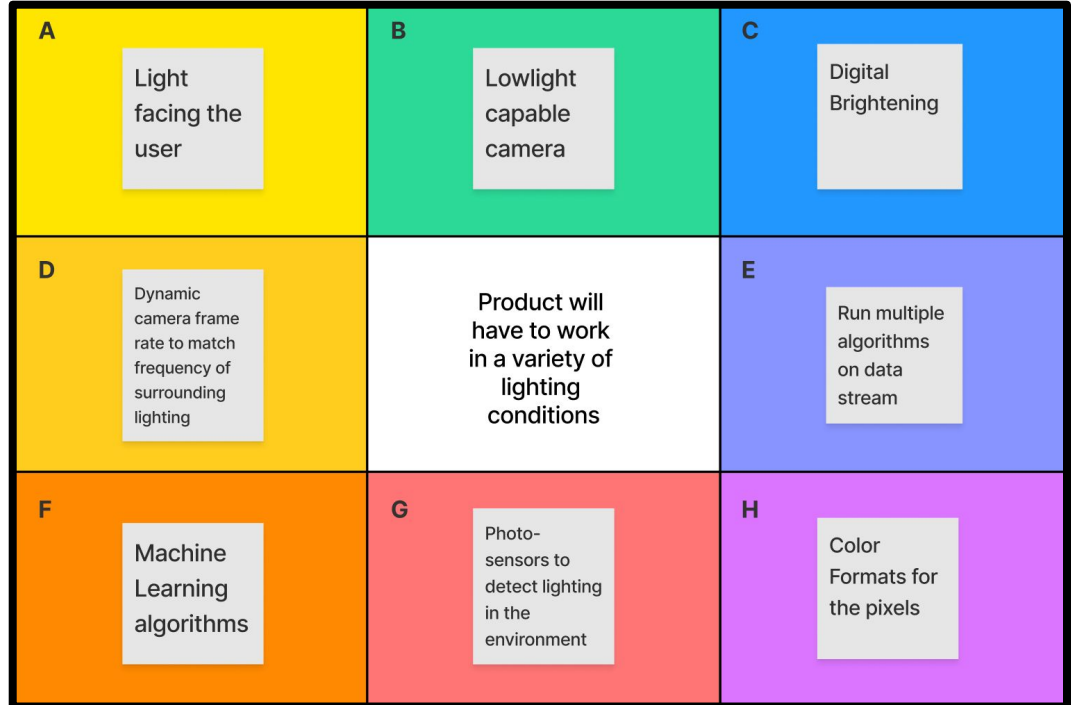 A
Light
facing the
user
B
Lowlight
capable
camera
C
Digital
Brightening
D
Dynamic
camera frame
rate to match
frequency of
surrounding
lighting
Product will
have to work
in a variety of
lighting
conditions
E
Run multiple
algorithms
on data
stream
F
Machine
Learning
algorithms
G
Photo-
sensors to
detect lighting
in the
environment
H
Color
Formats for
the pixels